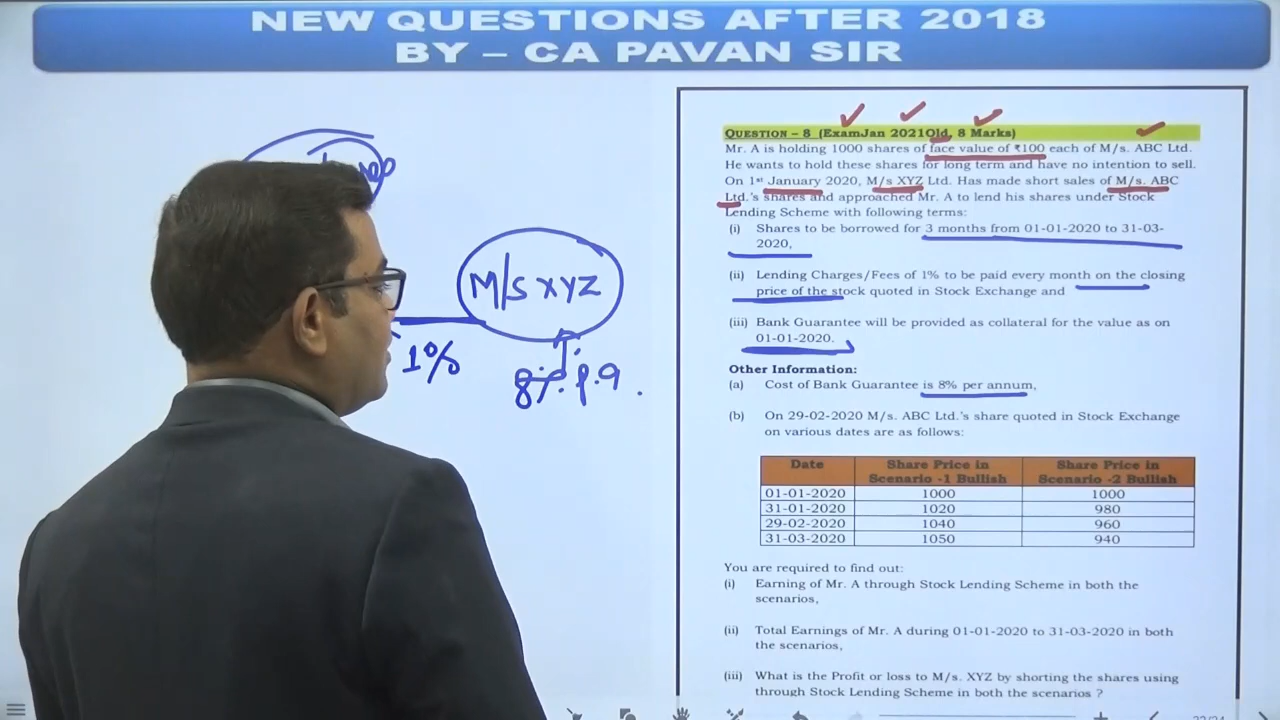 NEW QUESTIONS AFTER 2018
BY – CA PAVAN SIR
M/S XYZ
1%
8% p.a.
QUESTION – 8 (ExamJan 2021Old, 8 Marks)
Mr. A is holding 1000 shares of face value of ₹100 each of M/s. ABC Ltd.
He wants to hold these shares for long term and have no intention to sell.
On 1st January 2020, M/s XYZ Ltd. Has made short sales of M/s. ABC
Ltd.'s shares and approached Mr. A to lend his shares under Stock
Lending Scheme with following terms:
(i) Shares to be borrowed for 3 months from 01-01-2020 to 31-03-
2020,
(ii) Lending Charges/Fees of 1% to be paid every month on the closing
price of the stock quoted in Stock Exchange and
(iii) Bank Guarantee will be provided as collateral for the value as on
01-01-2020.
Other Information:
(a) Cost of Bank Guarantee is 8% per annum,
(b) On 29-02-2020 M/s. ABC Ltd.'s share quoted in Stock Exchange
on various dates are as follows:
Date Share Price in Share Price in
Scenario -1 Bullish Scenario -2 Bullish
01-01-2020 1000 1000
31-01-2020 1020 980
29-02-2020 1040 960
31-03-2020 1050 940
You are required to find out:
(i) Earning of Mr. A through Stock Lending Scheme in both the
scenarios,
(ii) Total Earnings of Mr. A during 01-01-2020 to 31-03-2020 in both
the scenarios,
(iii) What is the Profit or loss to M/s. XYZ by shorting the shares using
through Stock Lending Scheme in both the scenarios ?